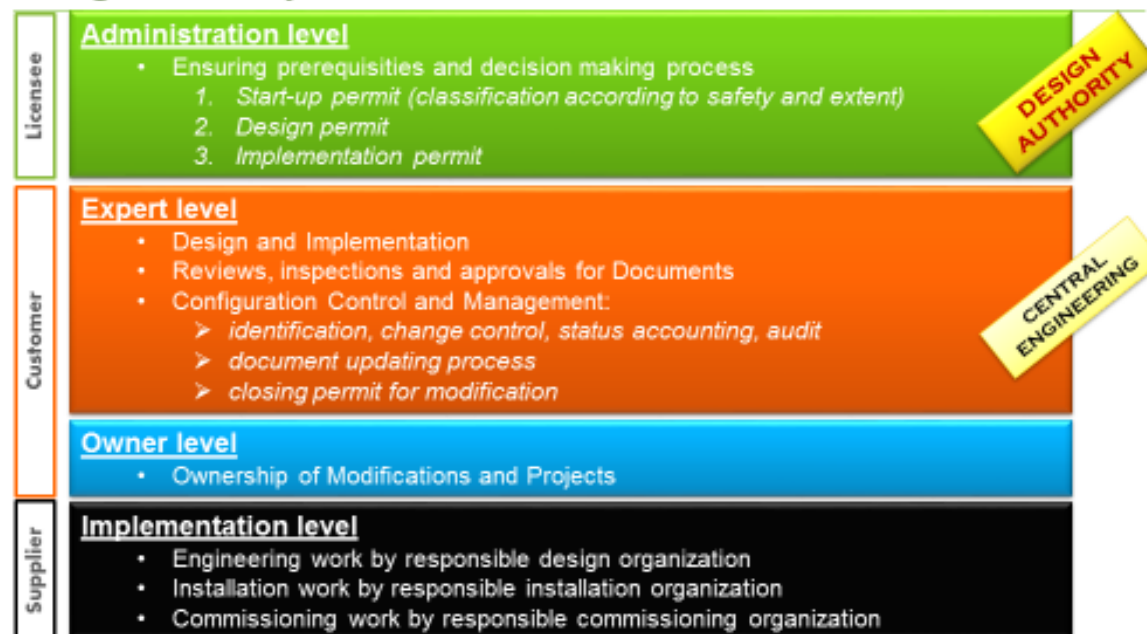 Licensee
Administration level
• Ensuring prerequisities and decision making process
1. Start-up permit (classification according to safety and extent)
2. Design permit
3. Implementation permit
DESIGN
AUTHORITY
Customer
Expert level
• Design and Implementation
• Reviews, inspections and approvals for Documents
• Configuration Control and Management:
➢ identification, change control, status accounting, audit
➢ document updating process
➢ closing permit for modification
CENTRAL
ENGINEERING
Owner level
• Ownership of Modifications and Projects
Supplier
Implementation level
• Engineering work by responsible design organization
• Installation work by responsible installation organization
• Commissioning work by responsible commissioning organization